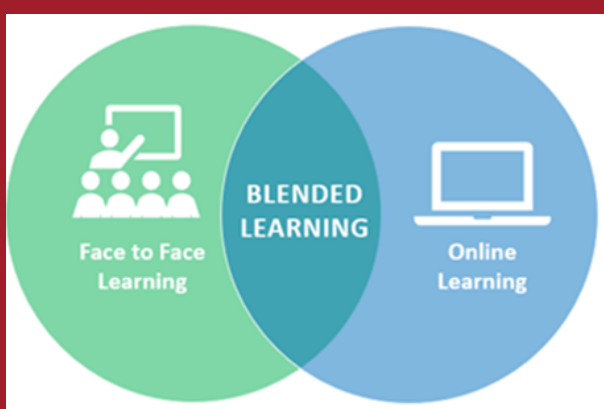 Face to Face
Learning
BLENDED
LEARNING
Online
Learning